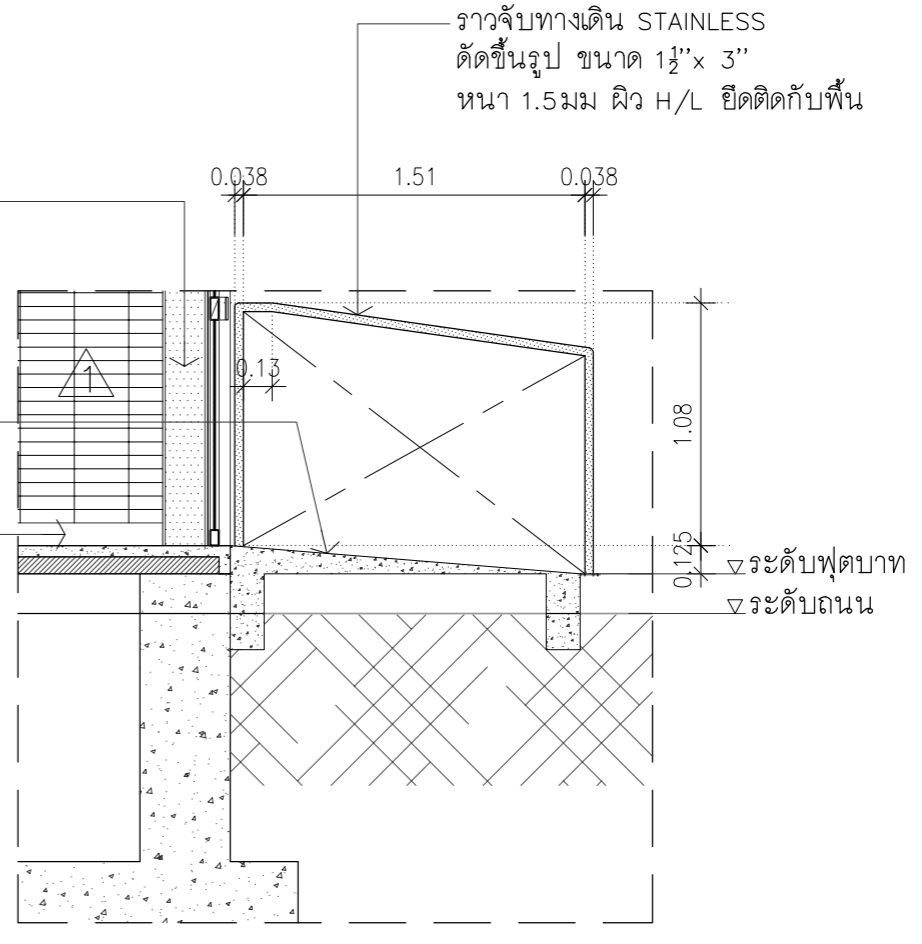 ราวจับทางเดิน STAINLESS
ดัดขึ้นรูป ขนาด 1½''x 3''
หนา 1.5มม ผิว H/L ยึดติดกับพื้น
0.038 1.51 0.038
1
0.13
1.08
0.125
ระดับฟุตบาท
ระดับถนน